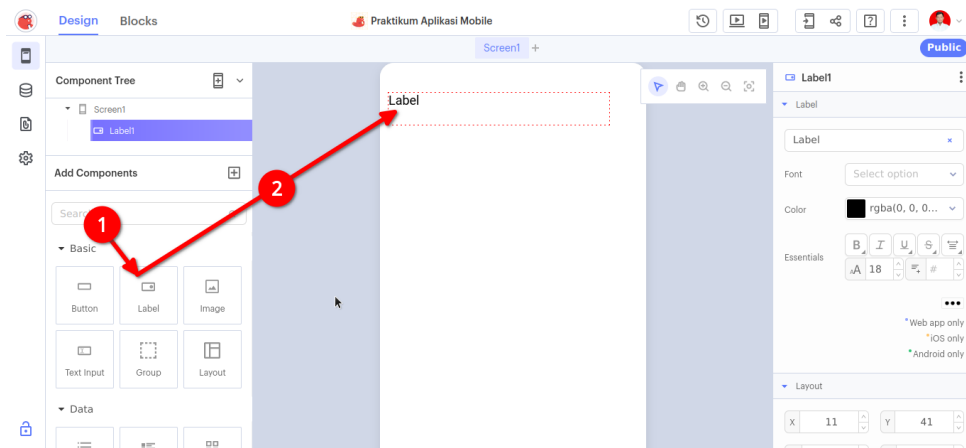 Design
Blocks
Praktikum Aplikasi Mobile
Screen1 +
Public
Component Tree
Screen1
Label1
Add Components
Sear
1
2
Basic
Button
Label
Image
Text Input
Group
Layout
Data
Label
Label1
Label
Label ×
Font
Select option
Color
rgba(0, 0, 0...
Essentials
B I U S
AA 18 #
•••
*Web app only
*iOS only
*Android only
Layout
X 11 Y 41